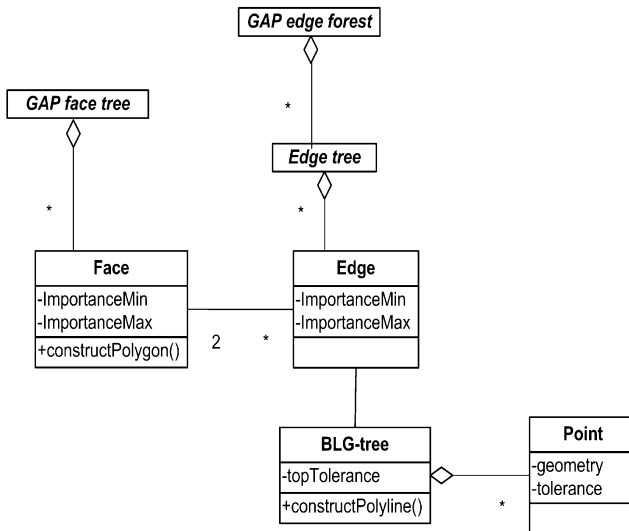 GAP edge forest
GAP face tree
*
Edge tree
*
*
Face
-ImportanceMin
-ImportanceMax
+constructPolygon()
Edge
-ImportanceMin
-ImportanceMax
2
*
BLG-tree
-topTolerance
+constructPolyline()
Point
-geometry
-tolerance
*